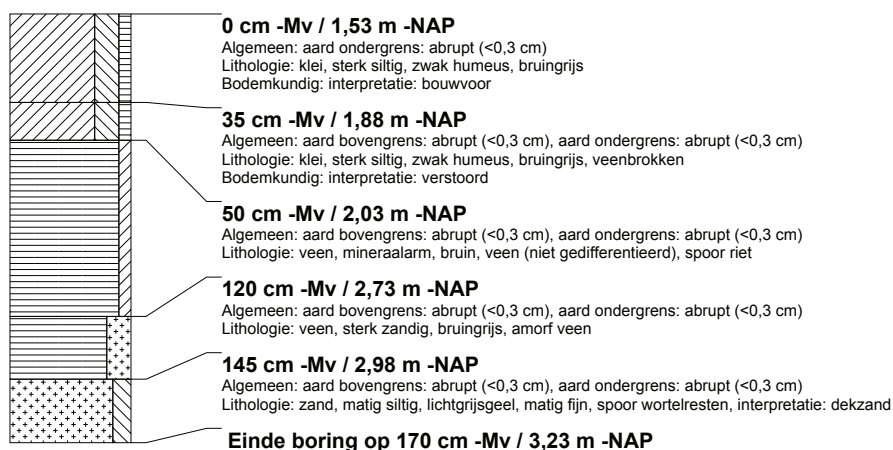 0 cm -Mv / 1,53 m -NAP
Algemeen: aard ondergrens: abrupt (<0,3 cm)
Lithologie: klei, sterk siltig, zwak humeus, bruingrijs
Bodemkundig: interpretatie: bouwvoor
35 cm -Mv / 1,88 m -NAP
Algemeen: aard bovengrens: abrupt (<0,3 cm), aard ondergrens: abrupt (<0,3 cm)
Lithologie: klei, sterk siltig, zwak humeus, bruingrijs, veenbrokken
Bodemkundig: interpretatie: verstoord
50 cm -Mv / 2,03 m -NAP
Algemeen: aard bovengrens: abrupt (<0,3 cm), aard ondergrens: abrupt (<0,3 cm)
Lithologie: veen, mineraalarm, bruin, veen (niet gedifferentieerd), spoor riet
120 cm -Mv / 2,73 m -NAP
Algemeen: aard bovengrens: abrupt (<0,3 cm), aard ondergrens: abrupt (<0,3 cm)
Lithologie: veen, sterk zandig, bruingrijs, amorf veen
145 cm -Mv / 2,98 m -NAP
Algemeen: aard bovengrens: abrupt (<0,3 cm), aard ondergrens: abrupt (<0,3 cm)
Lithologie: zand, matig siltig, lichtgrijsgeel, matig fijn, spoor wortelresten, interpretatie: dekzand
Einde boring op 170 cm -Mv / 3,23 m -NAP